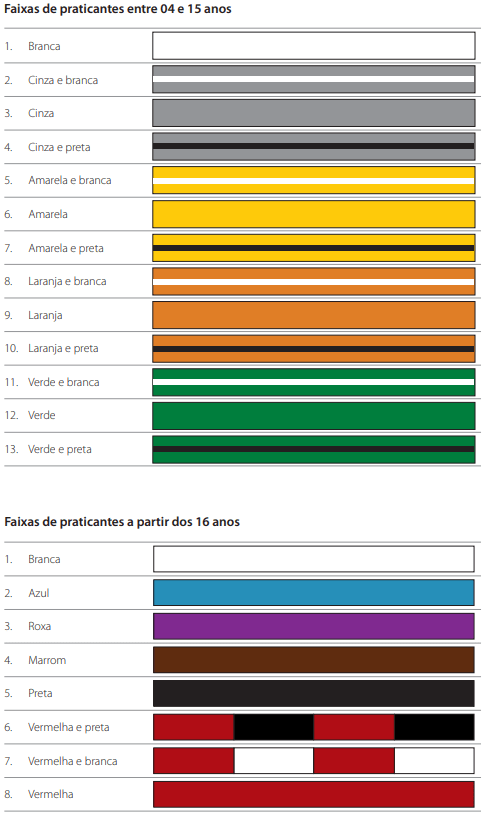 Faixas de praticantes entre 04 e 15 anos
1. Branca
2. Cinza e branca
3. Cinza
4. Cinza e preta
5. Amarela e branca
6. Amarela
7. Amarela e preta
8. Laranja e branca
9. Laranja
10. Laranja e preta
11. Verde e branca
12. Verde
13. Verde e preta
Faixas de praticantes a partir dos 16 anos
1. Branca
2. Azul
3. Roxa
4. Marrom
5. Preta
6. Vermelha e preta
7. Vermelha e branca
8. Vermelha